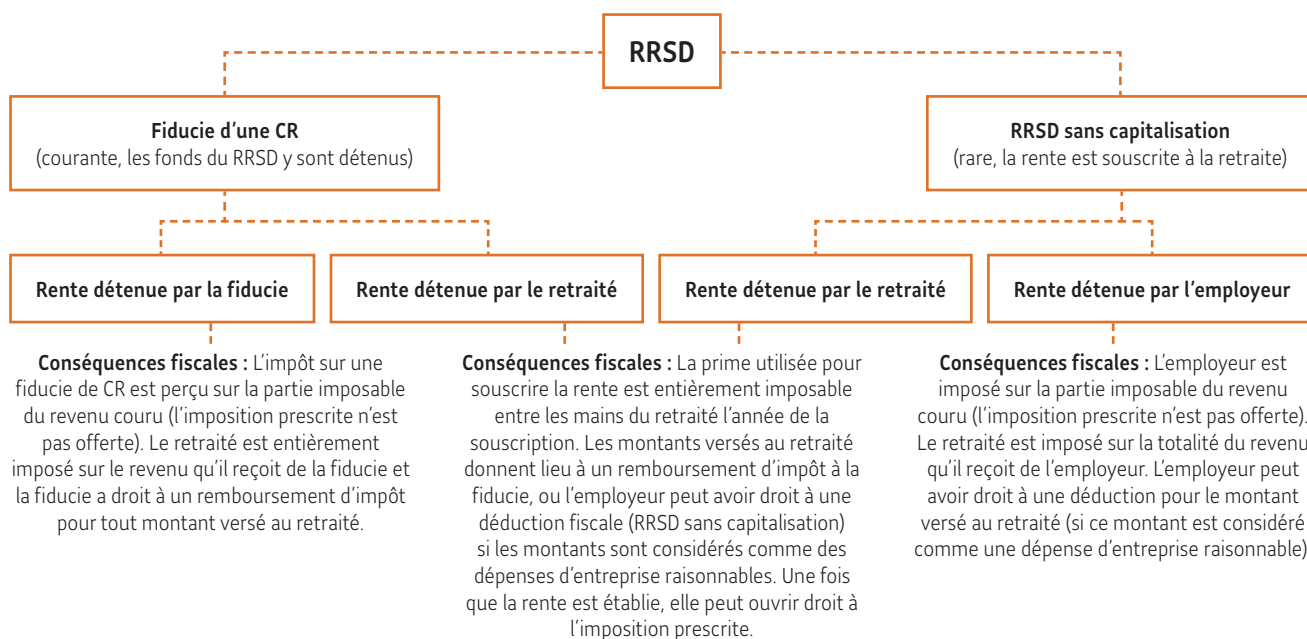 RRSD
Fiducie d'une CR
(courante, les fonds du RRSD y sont détenus)
RRSD sans capitalisation
(rare, la rente est souscrite à la retraite)
Rente détenue par la fiducie
Rente détenue par le retraité
Rente détenue par le retraité
Rente détenue par l'employeur
Conséquences fiscales : L'impôt sur une
fiducie de CR est perçu sur la partie imposable
du revenu couru (l'imposition prescrite n'est
pas offerte). Le retraité est entièrement
imposé sur le revenu qu'il reçoit de la fiducie et
la fiducie a droit à un remboursement d'impôt
pour tout montant versé au retraité.
Conséquences fiscales : La prime utilisée pour
souscrire la rente est entièrement imposable
entre les mains du retraité l'année de la
souscription. Les montants versés au retraité
donnent lieu à un remboursement d'impôt à la
fiducie, ou l'employeur peut avoir droit à une
déduction fiscale (RRSD sans capitalisation)
si les montants sont considérés comme des
dépenses d'entreprise raisonnables. Une fois
que la rente est établie, elle peut ouvrir droit à
l'imposition prescrite.
Conséquences fiscales : L'employeur est
imposé sur la partie imposable du revenu
couru (l'imposition prescrite n'est pas offerte).
Le retraité est imposé sur la totalité du revenu
qu'il reçoit de l'employeur. L'employeur peut
avoir droit à une déduction pour le montant
versé au retraité (si ce montant est considéré
comme une dépense d'entreprise raisonnable)